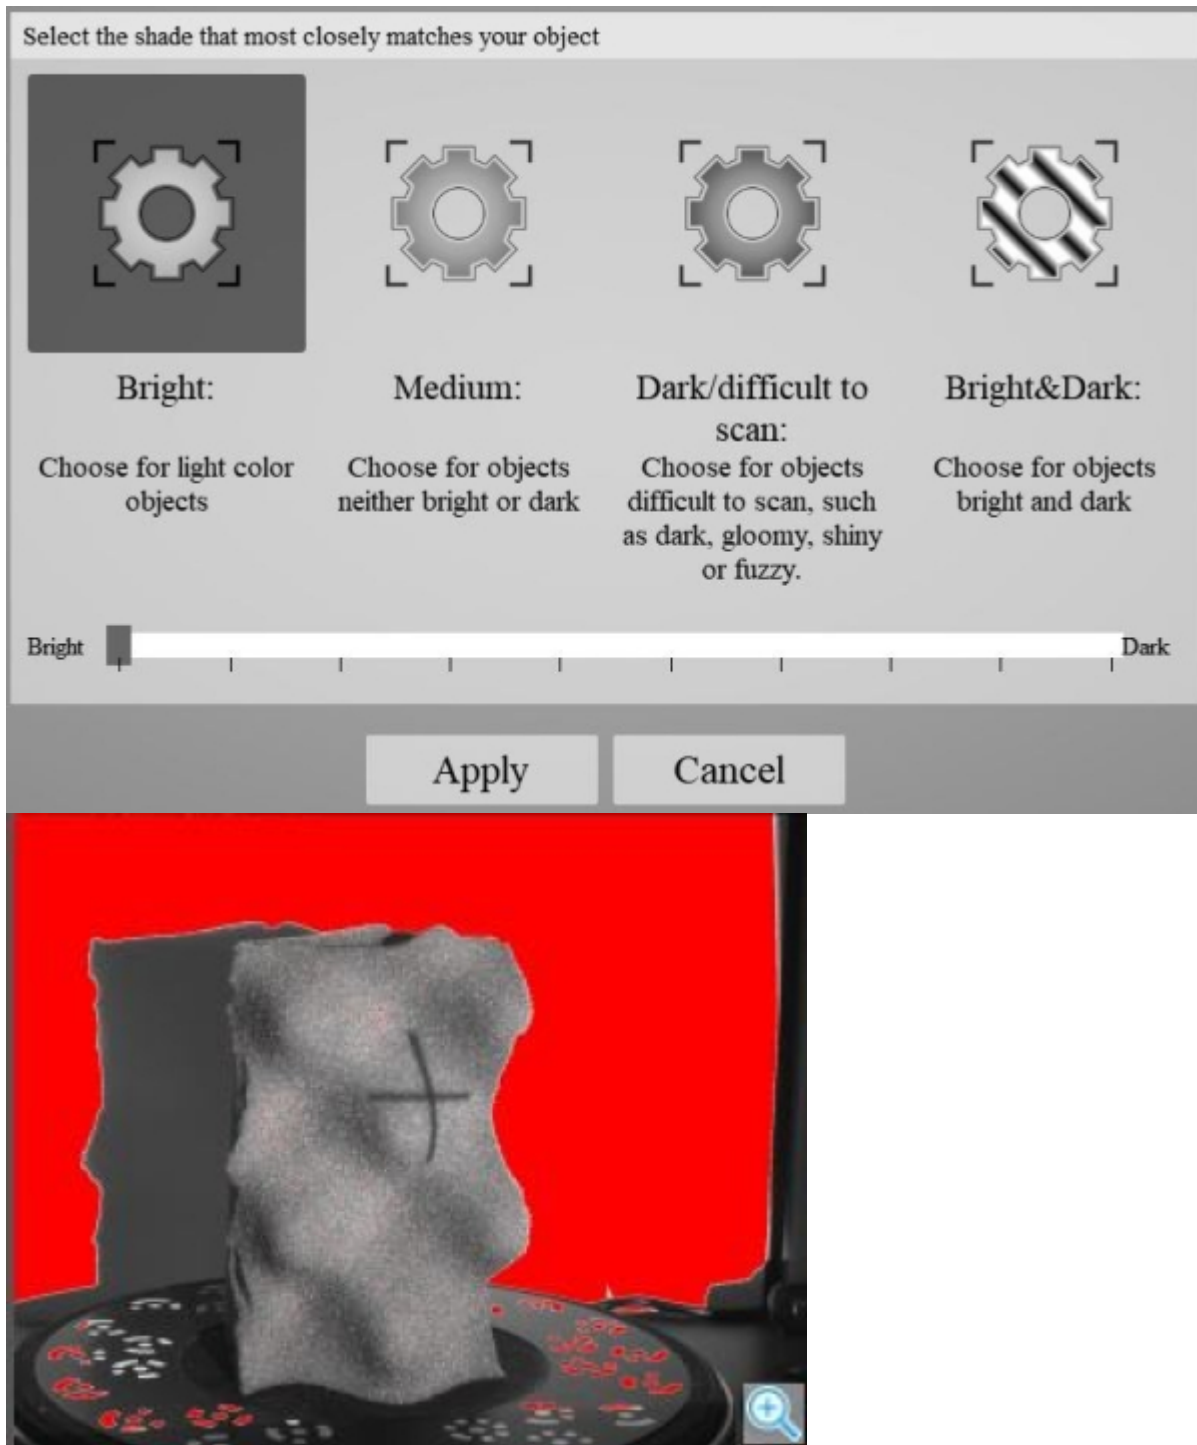 Select the shade that most closely matches your object
Bright:
Choose for light color
objects
Medium:
Choose for objects
neither bright or dark
Dark/difficult to
scan:
Choose for objects
difficult to scan, such
as dark, gloomy, shiny
or fuzzy.
Bright&Dark:
Choose for objects
bright and dark
Bright
Dark
Apply
Cancel